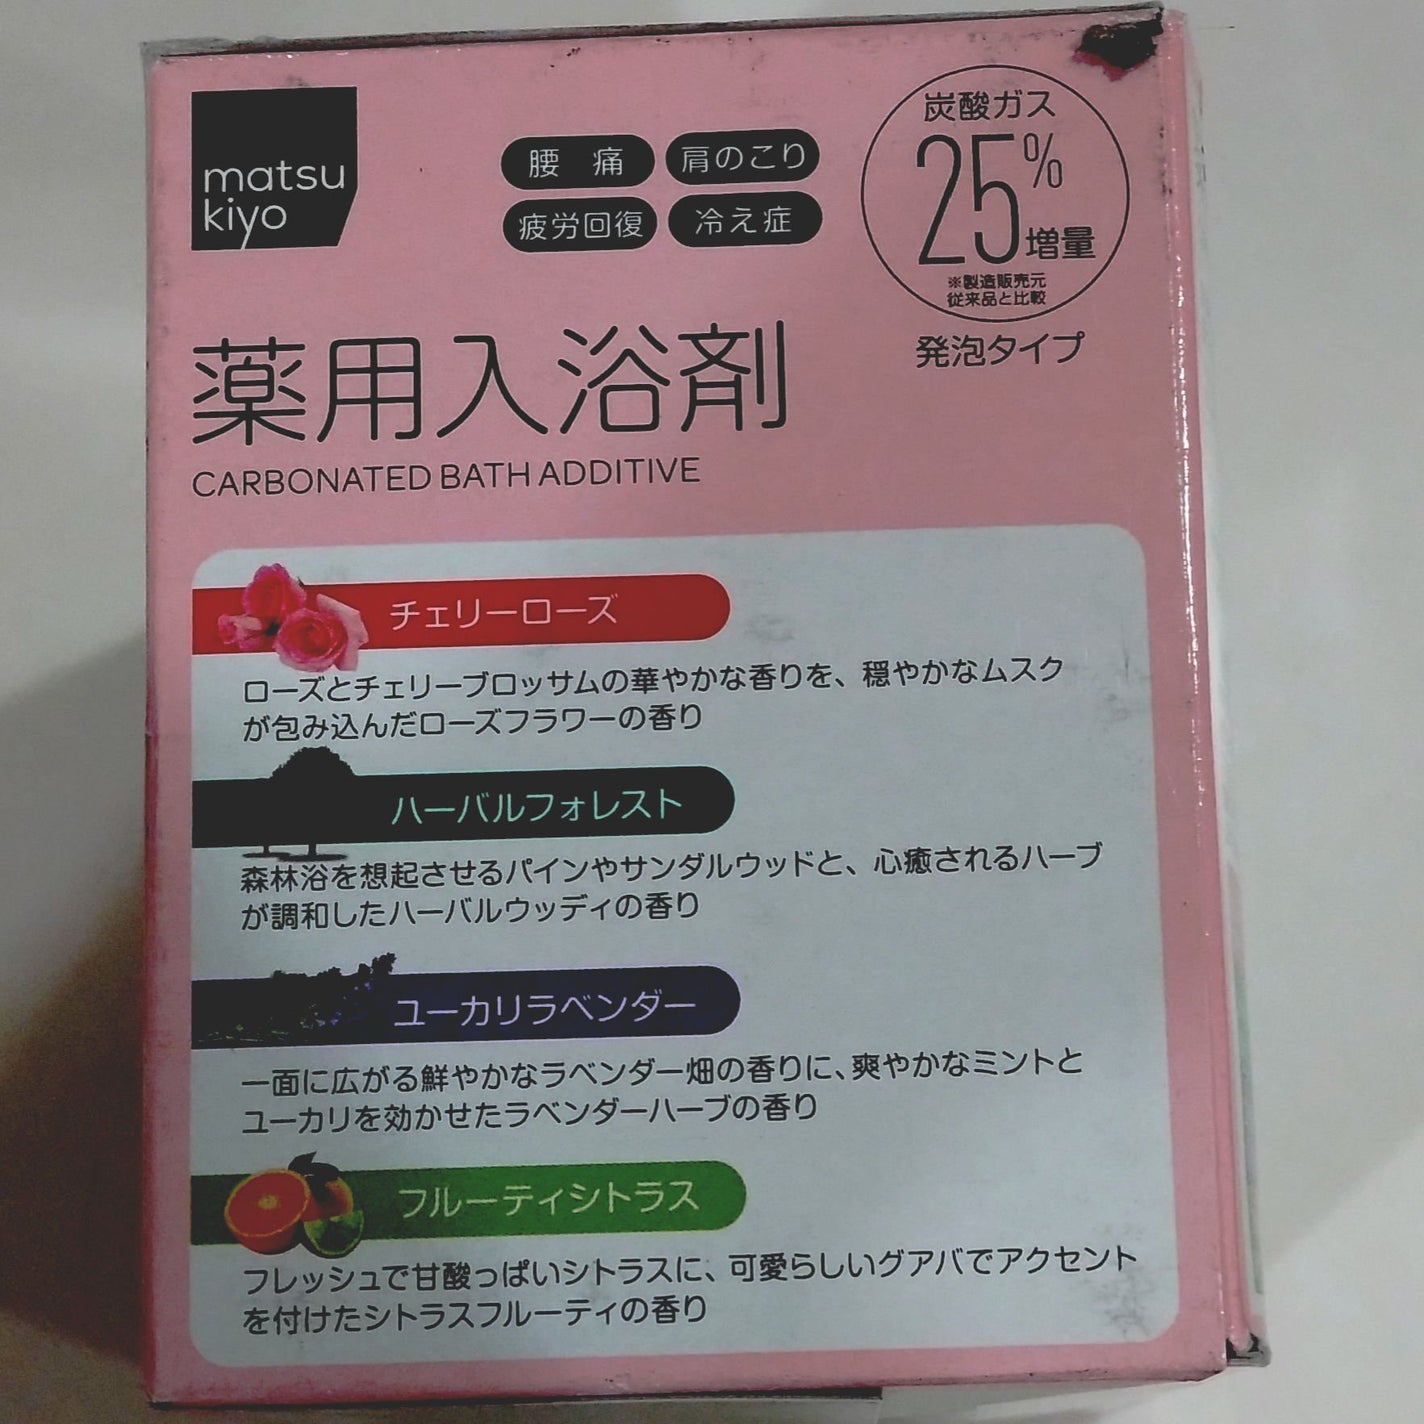 matsu
kiyo
腰 痛
肩のこり
疲労回復
冷え症
炭酸ガス
25%
増量
※製造販売元
従来品と比較
発泡タイプ
薬用入浴剤
CARBONATED BATH ADDITIVE
チェリーローズ
ローズとチェリーブロッサムの華やかな香りを、穏やかなムスク
が包み込んだローズフラワーの香り
ハーバルフォレスト
森林浴を想起させるパインやサンダルウッドと、心癒されるハーブ
が調和したハーバルウッディの香り
ユーカリラベンダー
一面に広がる鮮やかなラベンダー畑の香りに、爽やかなミントと
ユーカリを効かせたラベンダーハーブの香り
フルーティシトラス
フレッシュで甘酸っぱいシトラスに、可愛らしいグアバでアクセント
を付けたシトラスフルーティの香り